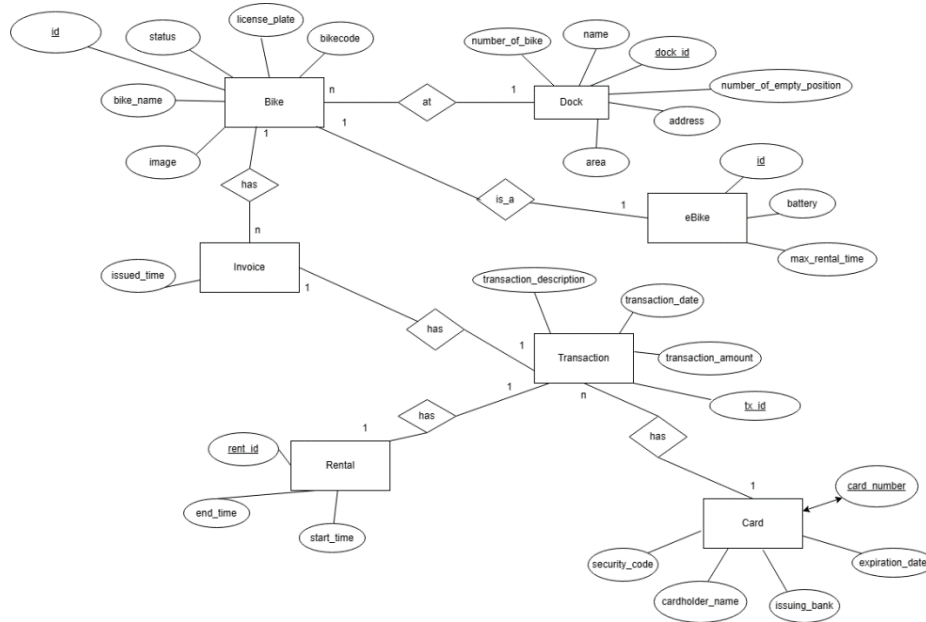 license_plate
id
status
bikecode
name
number_of_bike
dock_id
number_of_empty_position
bike_name
Bike
n
at
1
Dock
address
image
1
1
area
id
has
is_a
1
eBike
battery
n
max_rental_time
issued_time
Invoice
1
transaction_description
transaction_date
has
1
Transaction
transaction_amount
1
n
tx_id
has
has
rent_id
1
Rental
1
card_number
end_time
start_time
Card
security_code
expiration_date
cardholder_name
issuing_bank